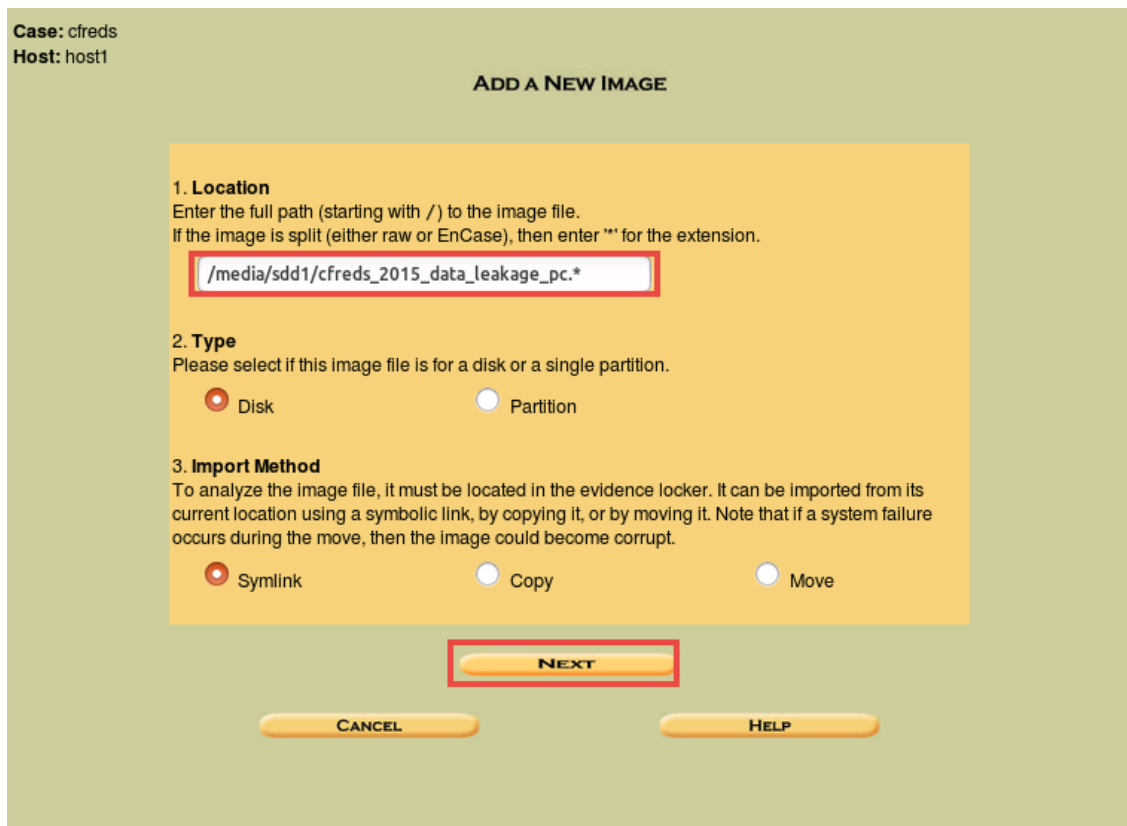 Case: cfreds
Host: host1
ADD A NEW IMAGE
1. Location
Enter the full path (starting with /) to the image file.
If the image is split (either raw or EnCase), then enter '*' for the extension.
/media/sdd1/cfreds_2015_data_leakage_pc.*
2. Type
Please select if this image file is for a disk or a single partition.
Disk Partition
3. Import Method
To analyze the image file, it must be located in the evidence locker. It can be imported from its
current location using a symbolic link, by copying it, or by moving it. Note that if a system failure
occurs during the move, then the image could become corrupt.
Symlink Copy Move
NEXT
CANCEL HELP